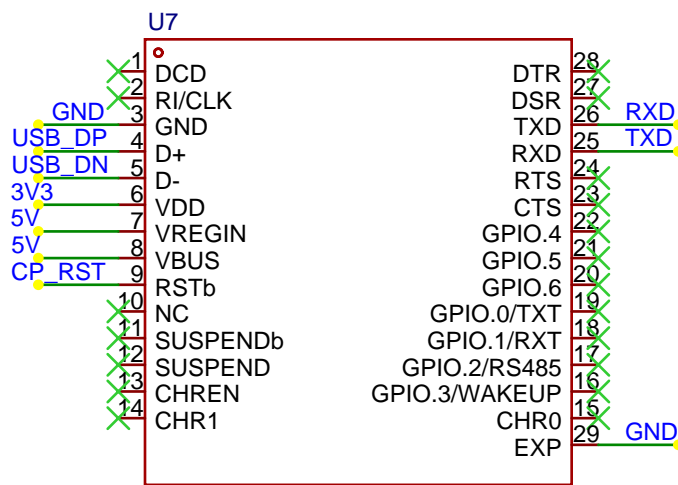 U7
1 DCD DTR 28
2 RI/CLK DSR 27
GND 3 GND TXD 26 RXD
USB_DP 4 D+ RXD 25 TXD
USB_DN 5 D- RTS 24
3V3 6 VDD CTS 23
5V 7 VREGIN GPIO.4 22
5V 8 VBUS GPIO.5 21
CP_RST 9 RSTb GPIO.6 20
10 NC GPIO.0/TXT 19
11 SUSPENDb GPIO.1/RXT 18
12 SUSPEND GPIO.2/RS485 17
13 CHREN GPIO.3/WAKEUP 16
14 CHR1 CHR0 15
EXP 29 GND